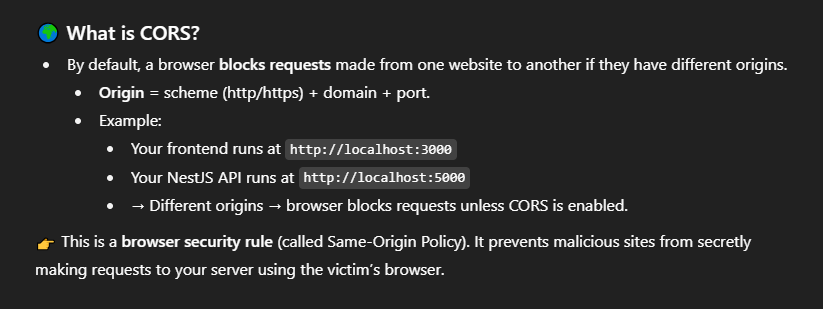 🌍 What is CORS?
• By default, a browser blocks requests made from one website to another if they have different origins.
• Origin = scheme (http/https) + domain + port.
• Example:
• Your frontend runs at http://localhost:3000
• Your NestJS API runs at http://localhost:5000
• → Different origins → browser blocks requests unless CORS is enabled.
👉 This is a browser security rule (called Same-Origin Policy). It prevents malicious sites from secretly
making requests to your server using the victim’s browser.